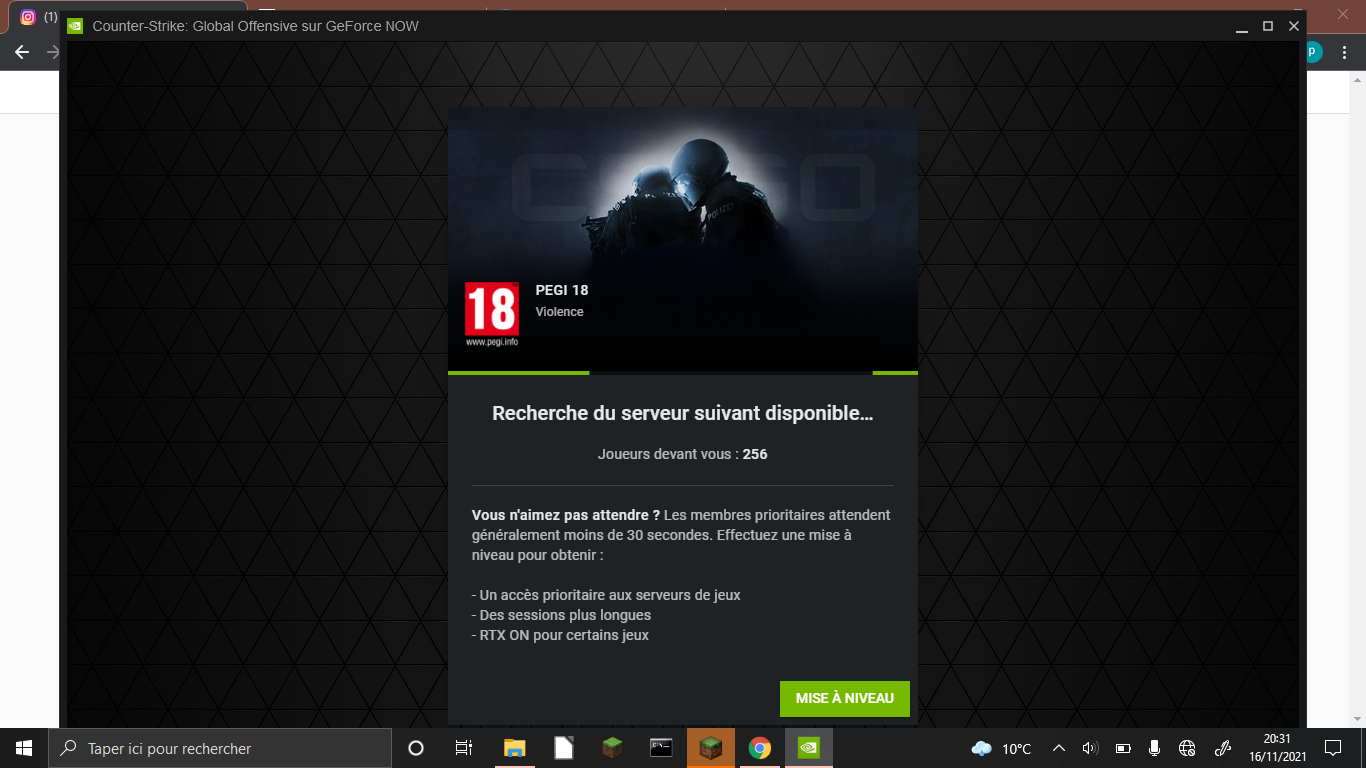 (1)
Counter-Strike: Global Offensive sur GeForce NOW
p
CS:GO
POLIZEI
18
www.pegi.info
PEGI 18
Violence
Recherche du serveur suivant disponible...
Joueurs devant vous : 256
Vous n'aimez pas attendre ? Les membres prioritaires attendent
généralement moins de 30 secondes. Effectuez une mise à
niveau pour obtenir :
- Un accès prioritaire aux serveurs de jeux
- Des sessions plus longues
- RTX ON pour certains jeux
MISE À NIVEAU
Taper ici pour rechercher
10°C
20:31
16/11/2021